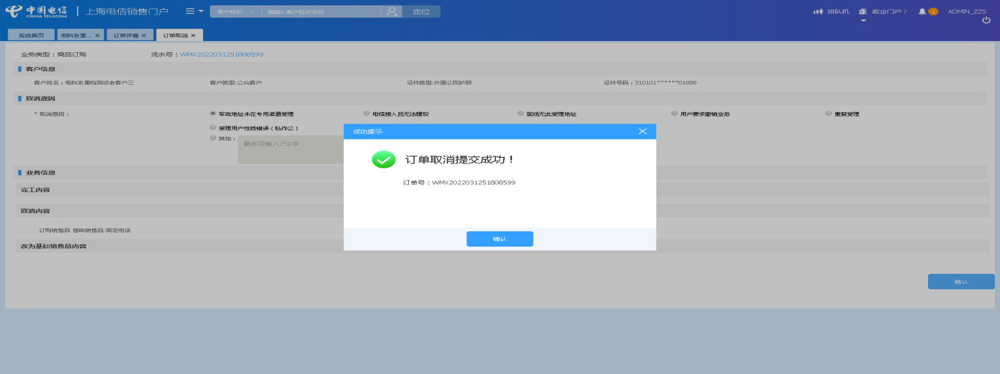 中国电信 CHINA TELECOM 上海电信销售门户 客户标识 请输入客户标识定位 定位 排队机 政企门户> 1 ADMIN_ZZS
系统首页 电科发重... × 订单详情 × 订单取消 ×
业务类型：商品订购 流水号：WMX2022031251808599
客户信息
客户姓名：电科发重构测试老客户三 客户类型:公众客户 证件类型:外国公民护照 证件号码：310101******01888
取消原因
* 取消原因： 军政地址未在专用渠道受理 电信接入且无法建设 现场无此受理地址 用户要求撤销业务 重复受理
受理用户性质错误（私作公）
其他： 最多可输入250字
成功提示
订单取消提交成功！
订单号：WMX2022031251808599
确认
业务信息
完工内容
取消内容
订购销售品 基础销售品-固定电话
改为基础销售品内容
确认